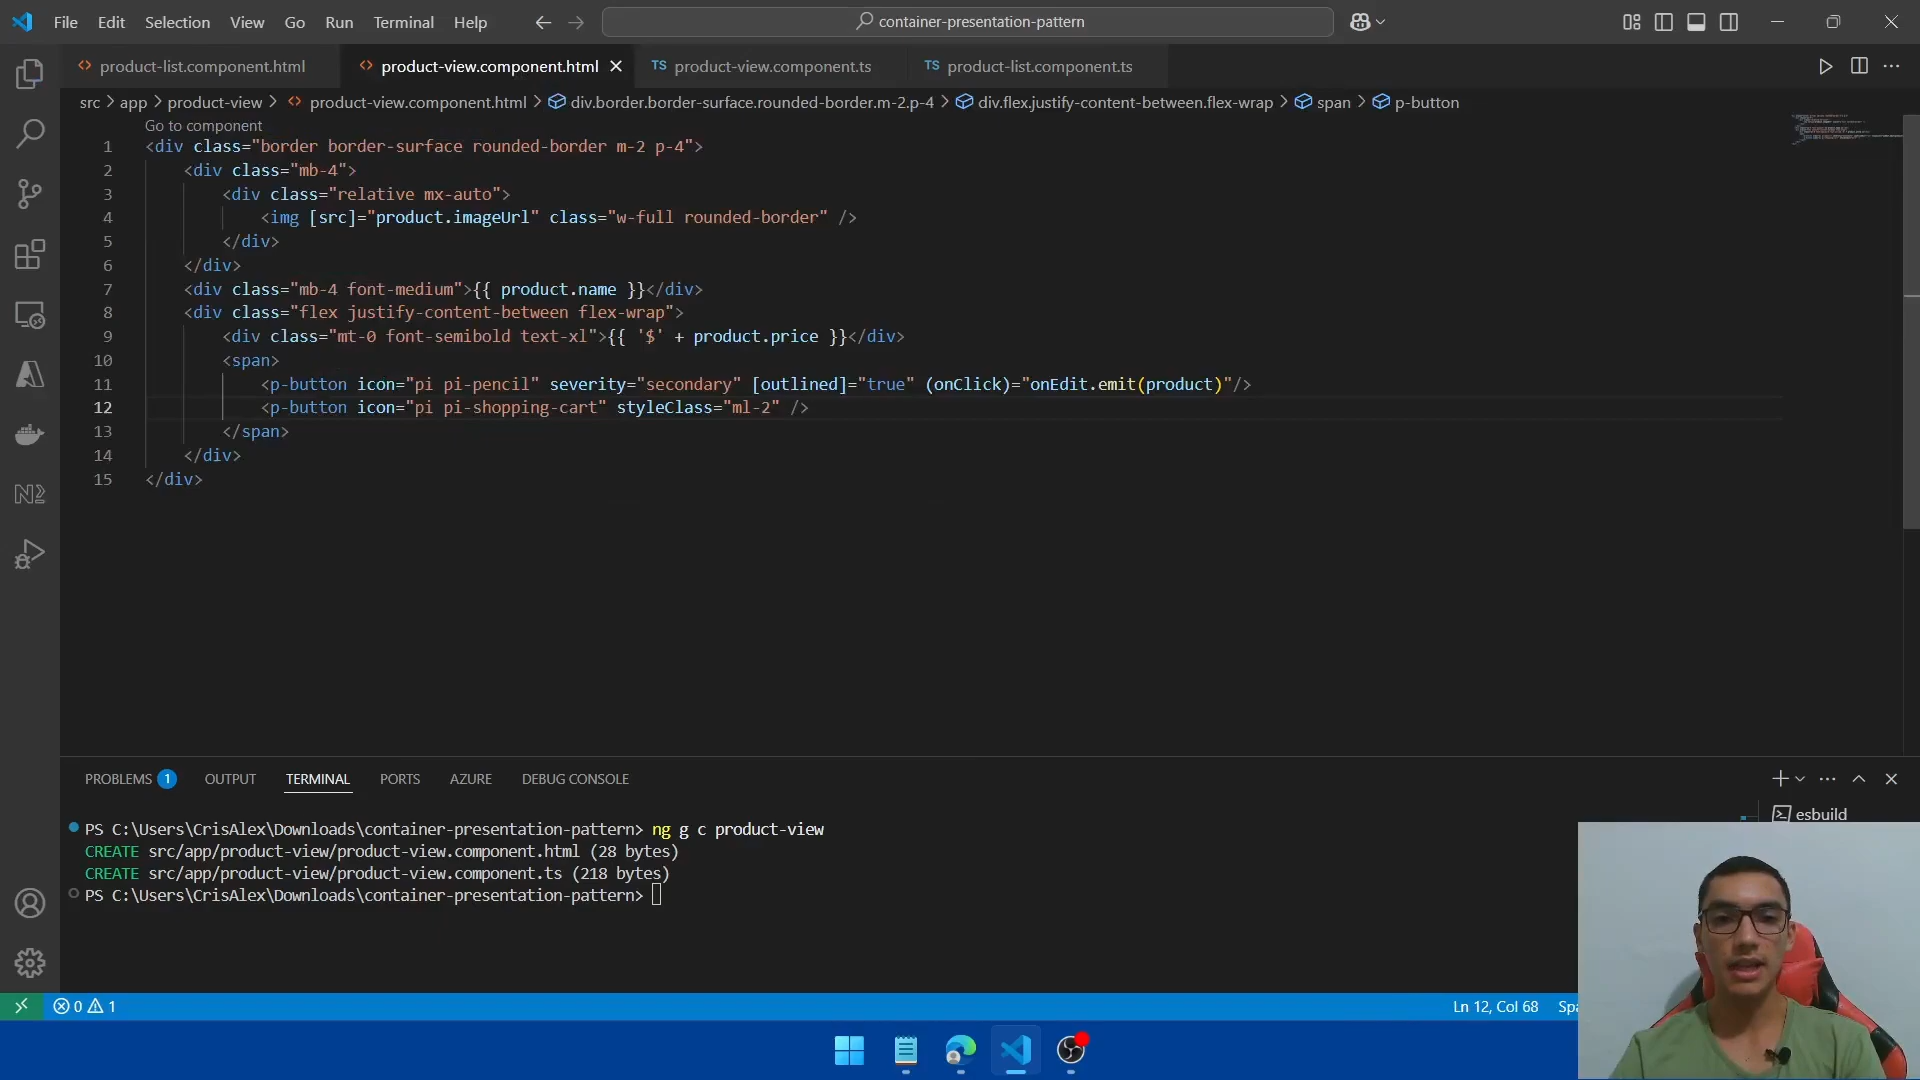 File Edit Selection View Go Run Terminal Help
container-presentation-pattern
product-list.component.html
product-view.component.html
TS product-view.component.ts
TS product-list.component.ts
src > app > product-view > product-view.component.html > div.border.border-surface.rounded-border.m-2.p-4 > div.flex.justify-content-between.flex-wrap > span > p-button
Go to component
1 <div class="border border-surface rounded-border m-2 p-4">
2 <div class="mb-4">
3 <div class="relative mx-auto">
4 <img [src]="product.imageUrl" class="w-full rounded-border" />
5 </div>
6 </div>
7 <div class="mb-4 font-medium">{{ product.name }}</div>
8 <div class="flex justify-content-between flex-wrap">
9 <div class="mt-0 font-semibold text-xl">{{ '$' + product.price }}</div>
10 <span>
11 <p-button icon="pi pi-pencil" severity="secondary" [outlined]="true" (onClick)="onEdit.emit(product)"/>
12 <p-button icon="pi pi-shopping-cart" styleClass="ml-2" />
13 </span>
14 </div>
15 </div>
PROBLEMS 1 OUTPUT TERMINAL PORTS AZURE DEBUG CONSOLE
esbuild
PS C:\Users\CrisAlex\Downloads\container-presentation-pattern> ng g c product-view
CREATE src/app/product-view/product-view.component.html (28 bytes)
CREATE src/app/product-view/product-view.component.ts (218 bytes)
PS C:\Users\CrisAlex\Downloads\container-presentation-pattern>
0 1
Ln 12, Col 68